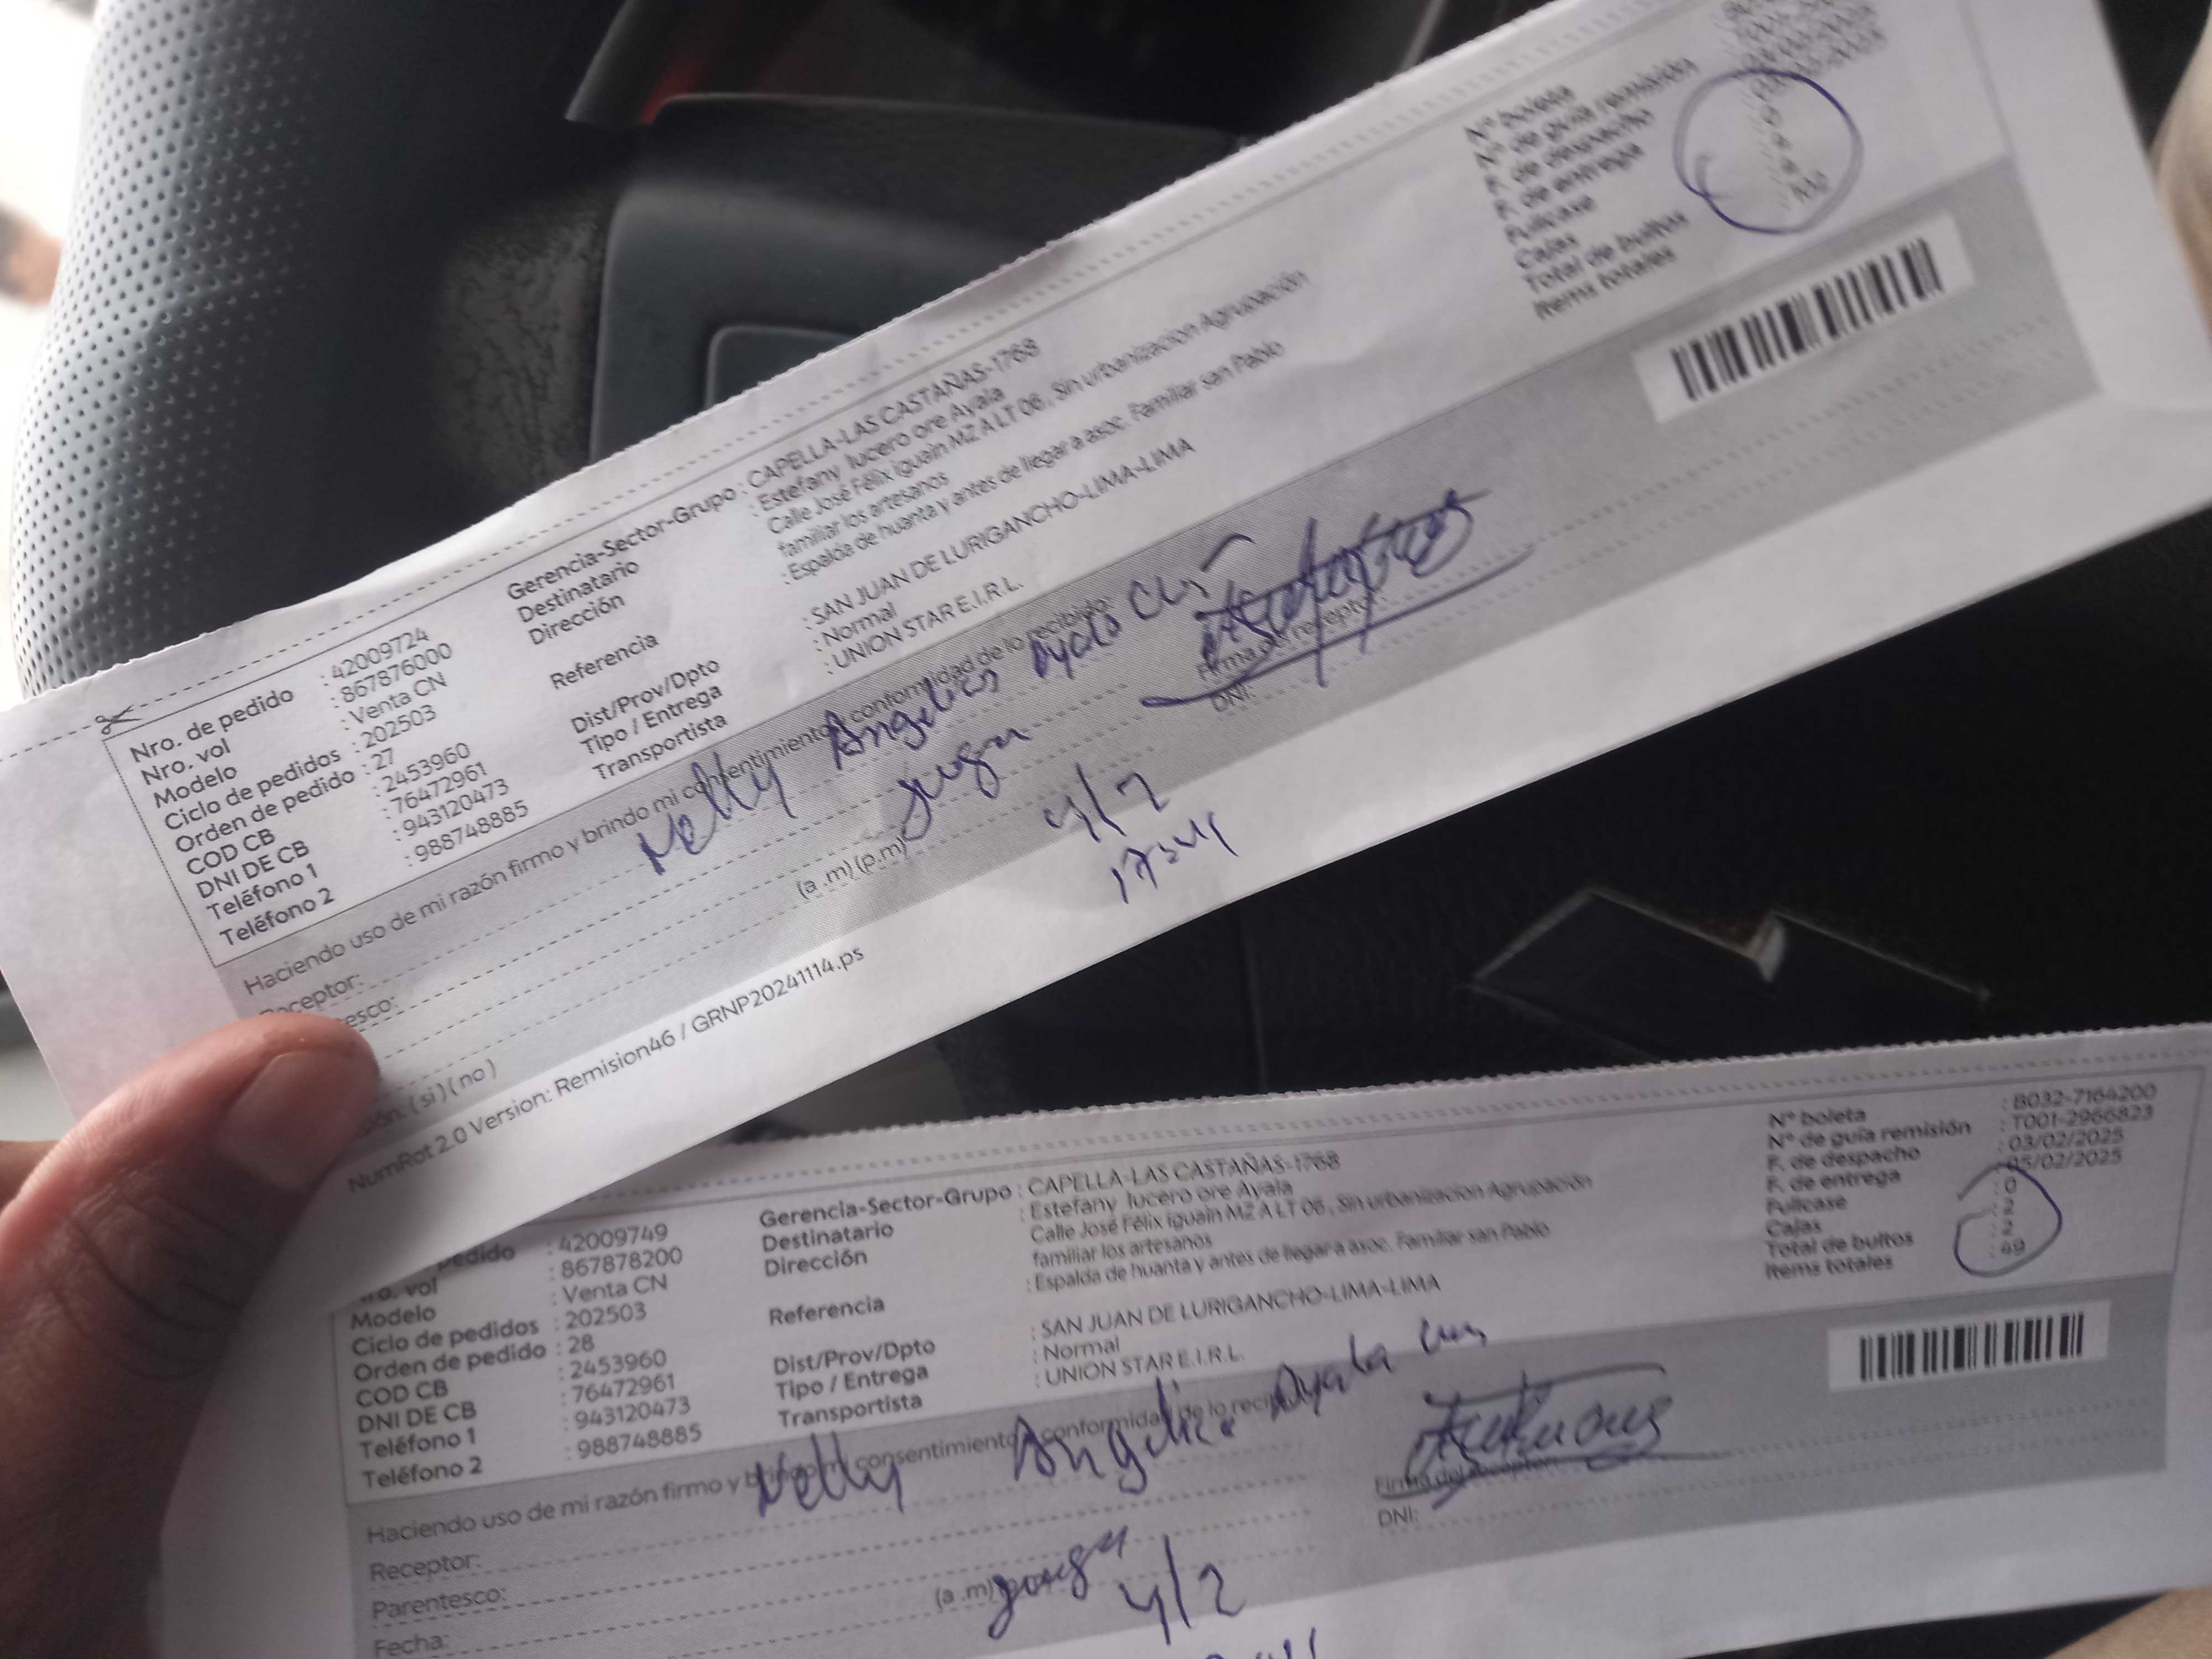 Nro. de pedido : 42009724
Nro. vol : 867876000
Modelo : Venta CN
Ciclo de pedidos : 202503
Orden de pedido : 27
COD CB : 2453960
DNI DE CB : 76472961
Teléfono 1 : 943120473
Teléfono 2 : 988748885
Gerencia-Sector-Grupo : CAPELLA-LAS CASTAÑAS-1768
Destinatario : Estefany lucero ore Ayala
Dirección Calle José Félix iguain MZ A LT 06 , Sin urbanizacion Agrupación
familiar los artesanos
Referencia : Espalda de huanta y antes de llegar a asoc. Familiar san Pablo
Dist/Prov/Dpto : SAN JUAN DE LURIGANCHO-LIMA-LIMA
Tipo / Entrega : Normal
Transportista : UNION STAR E.I.R.L.
N° boleta
N° de guía remisión
F. de despacho
F. de entrega
Fullcase
Cajas
Total de bultos
Items totales
Haciendo uso de mi razón firmo y brindo mi consentimiento conformidad de lo recibido:
Receptor: Nelly Angelica Ayala
(a .m) (p.m)
4/2
Firma del receptor
DNI:
(si) (no)
NumRot 2.0 Version: Remision46 / GRNP20241114.ps
pedido : 42009749
Nro. vol : 867878200
Modelo : Venta CN
Ciclo de pedidos : 202503
Orden de pedido : 28
COD CB : 2453960
DNI DE CB : 76472961
Teléfono 1 : 943120473
Teléfono 2 : 988748885
Gerencia-Sector-Grupo : CAPELLA-LAS CASTAÑAS-1768
Destinatario : Estefany lucero ore Ayala
Dirección Calle José Félix iguain MZ A LT 06 , Sin urbanizacion Agrupación
familiar los artesanos
Referencia : Espalda de huanta y antes de llegar a asoc. Familiar san Pablo
Dist/Prov/Dpto : SAN JUAN DE LURIGANCHO-LIMA-LIMA
Tipo / Entrega : Normal
Transportista : UNION STAR E.I.R.L.
N° boleta : B032-7164200
N° de guía remisión : T001-2966823
F. de despacho : 03/02/2025
F. de entrega : 05/02/2025
Fullcase : 0
Cajas : 2
Total de bultos : 2
Items totales : 49
Haciendo uso de mi razón firmo y brindo mi consentimiento conformidad de lo
Receptor: Nelly Angelica Ayala
Parentesco:
(a .m)
Fecha: 4/2
Firma del receptor
DNI: